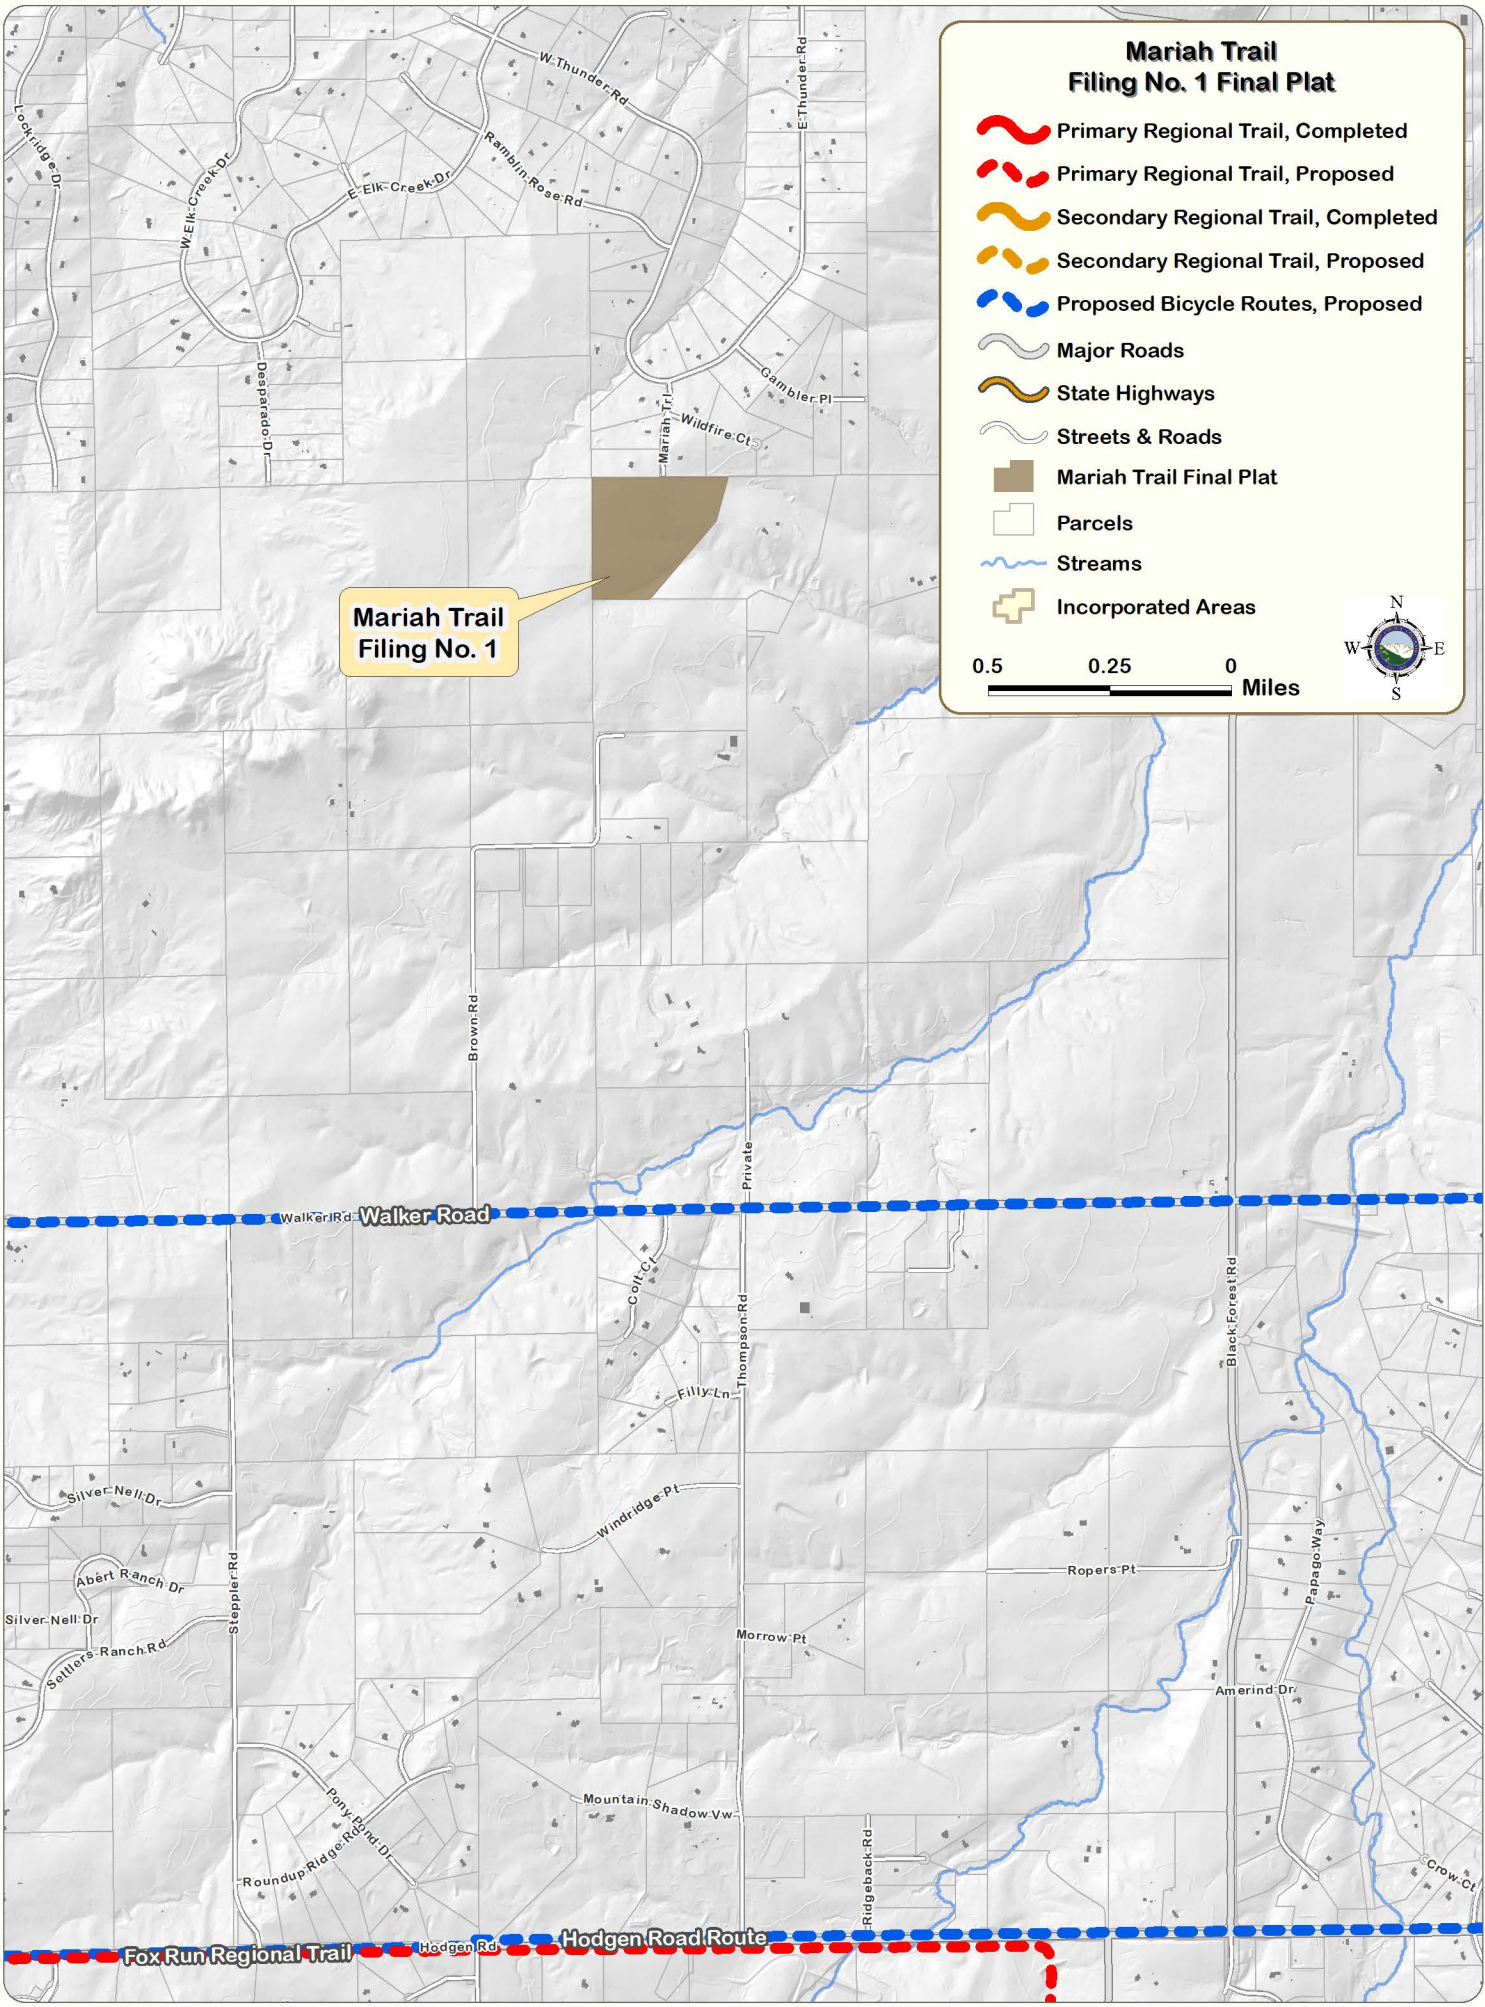 Mariah Trail
Filing No. 1 Final Plat
Primary Regional Trail, Completed
Primary Regional Trail, Proposed
Secondary Regional Trail, Completed
Secondary Regional Trail, Proposed
Proposed Bicycle Routes, Proposed
Major Roads
State Highways
Streets & Roads
Mariah Trail Final Plat
Parcels
Streams
Incorporated Areas
N
W
E
S
0.5
0.25
0
Miles
Lockridge Dr
W Elk Creek Dr
E Elk Creek Dr
W Thunder Rd
Ramblin Rose Rd
E Thunder Rd
Desparado Dr
Gambler Pl
Mariah Trl
Wildfire Ct
Mariah Trail
Filing No. 1
Brown Rd
Private
Walker Rd
Walker Road
Colt Ct
Thompson Rd
Black Forest Rd
Filly Ln
Silver Nell Dr
Windridge Pt
Abert Ranch Dr
Steppler Rd
Ropers Pt
Papago Way
Silver Nell Dr
Settlers Ranch Rd
Morrow Pt
Amerind Dr
Pony Pond Dr
Mountain Shadow Vw
Roundup Ridge Rd
Ridgeback Rd
Crow Ct
Hodgen Road Route
Hodgen Rd
Fox Run Regional Trail